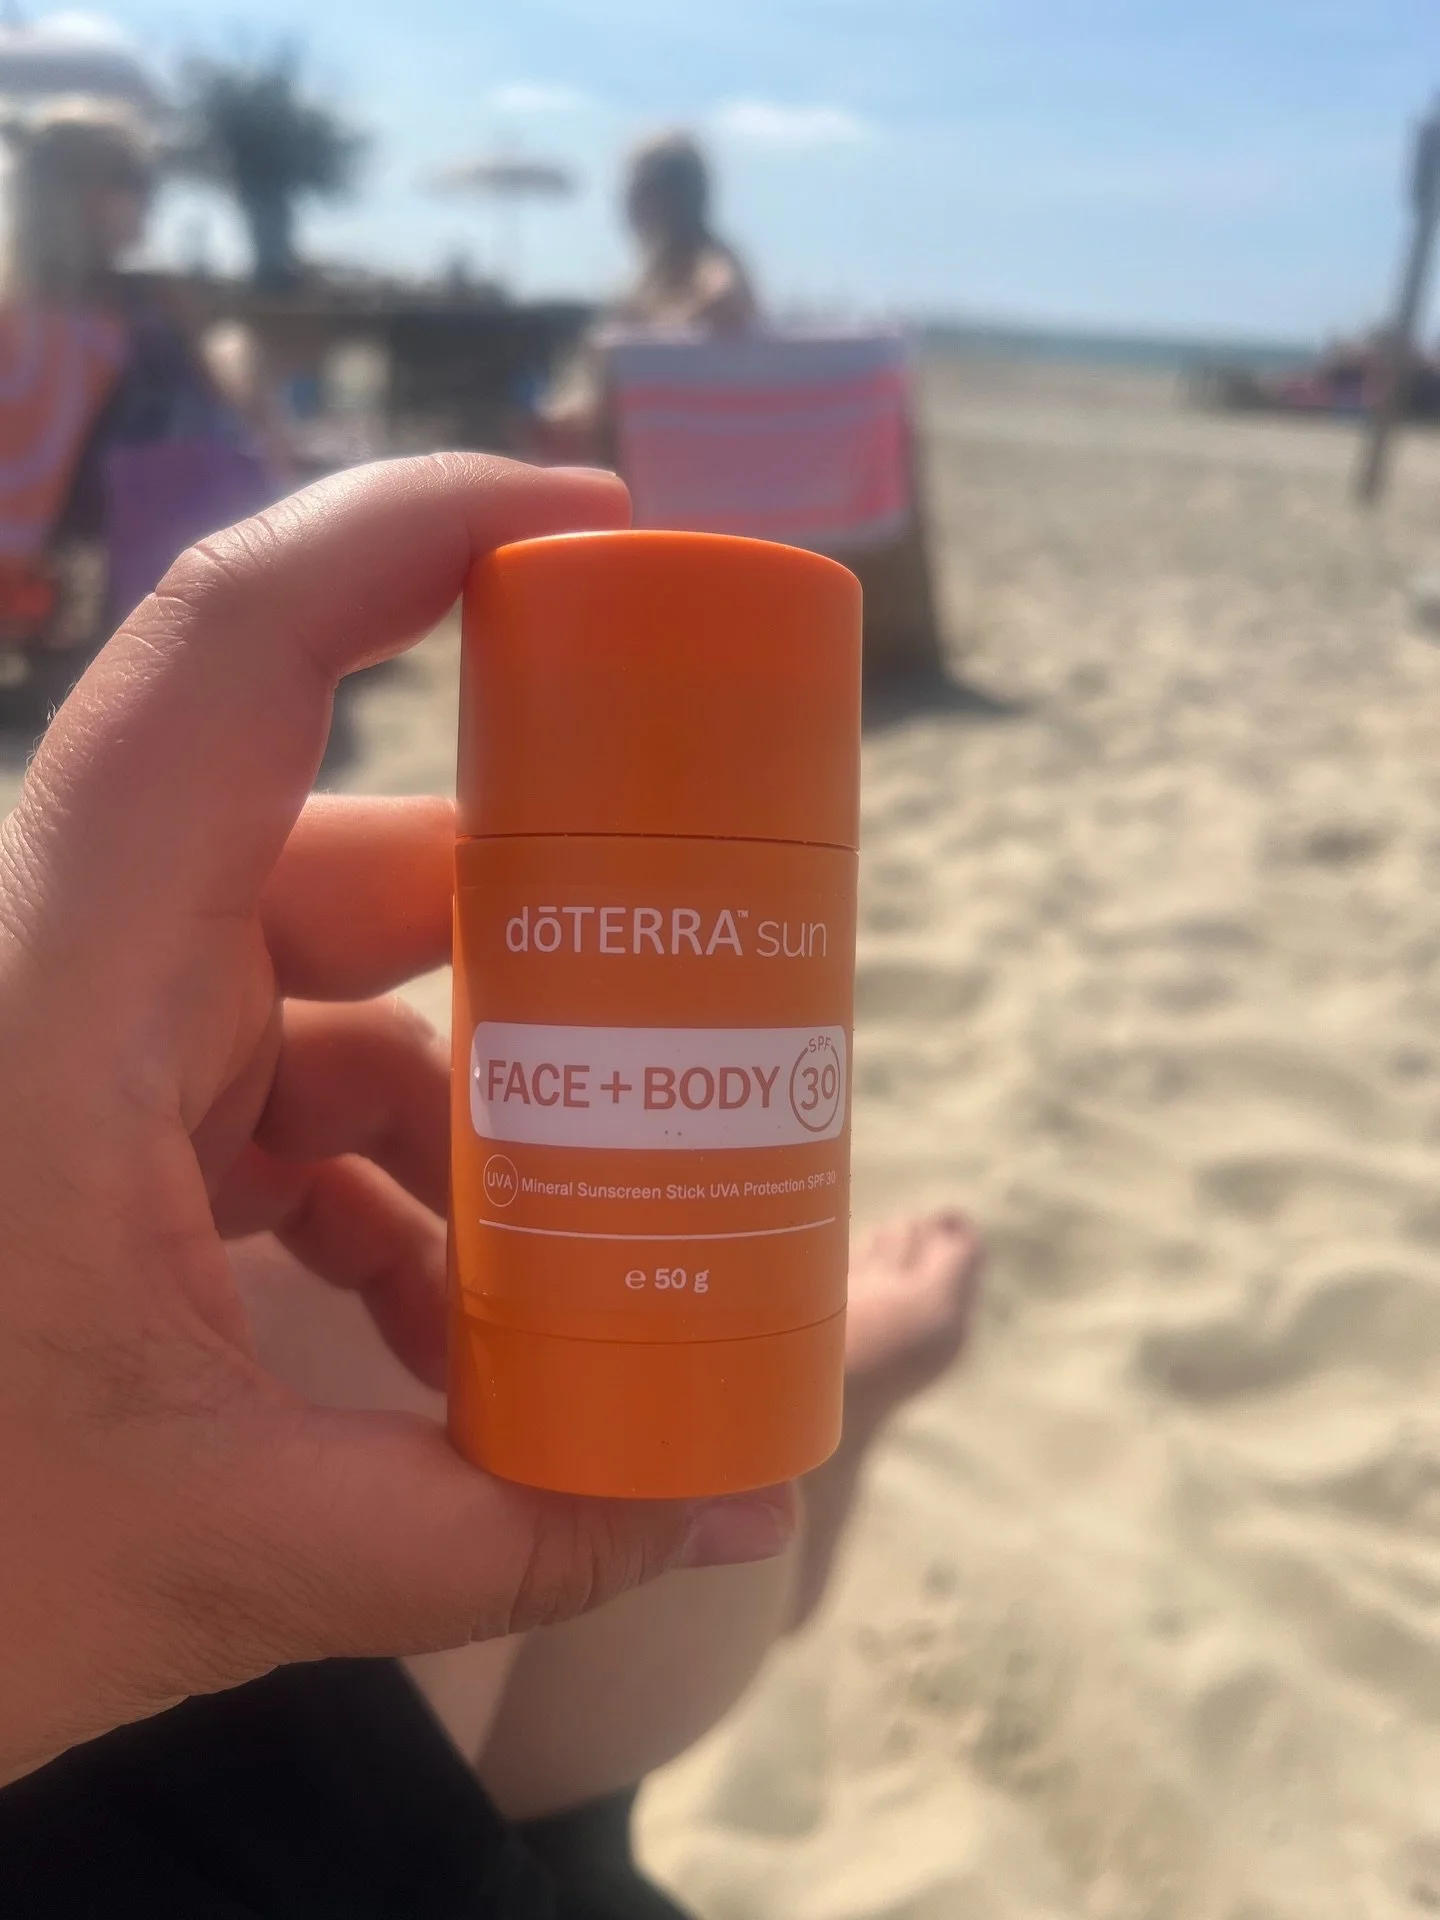 dōTERRA™ sun
FACE + BODY SPF 30
UVA Mineral Sunscreen Stick UVA Protection SPF 30
℮ 50 g